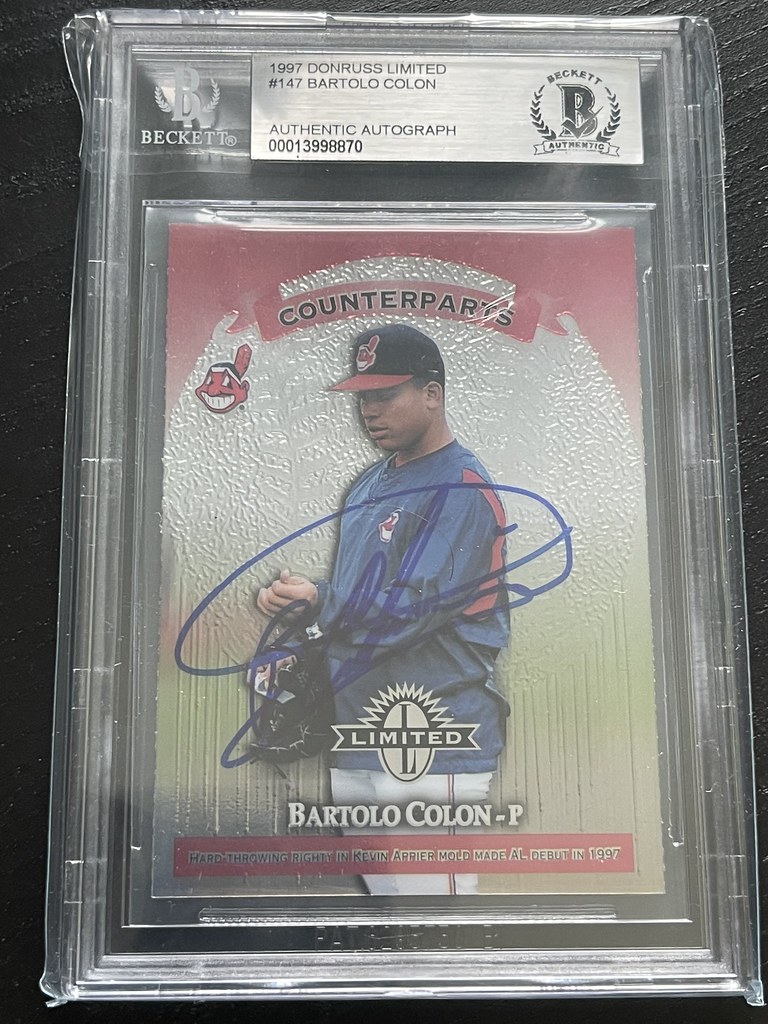 BECKETT®
1997 DONRUSS LIMITED
#147 BARTOLO COLON
AUTHENTIC AUTOGRAPH
00013998870
BECKETT
B
AUTHENTIC
COUNTERPARTS
L
LIMITED
BARTOLO COLON - P
HARD-THROWING RIGHTY IN KEVIN APPIER MOLD MADE AL DEBUT IN 1997